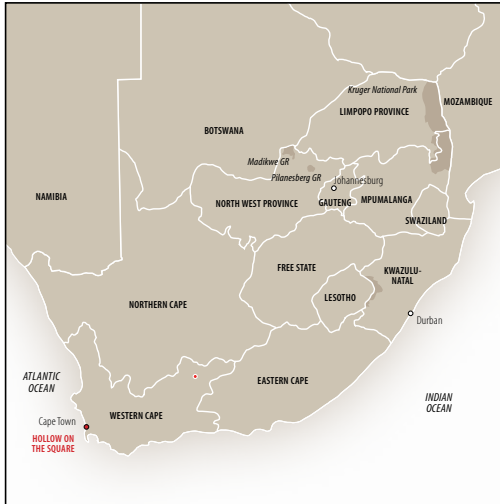 Kruger National Park
MOZAMBIQUE
LIMPOPO PROVINCE
BOTSWANA
Madikwe GR
Pilanesberg GR
Johannesburg
NAMIBIA
NORTH WEST PROVINCE
GAUTENG
MPUMALANGA
SWAZILAND
FREE STATE
KWAZULU-
NATAL
LESOTHO
NORTHERN CAPE
Durban
ATLANTIC
OCEAN
EASTERN CAPE
INDIAN
OCEAN
WESTERN CAPE
Cape Town
HOLLOW ON
THE SQUARE